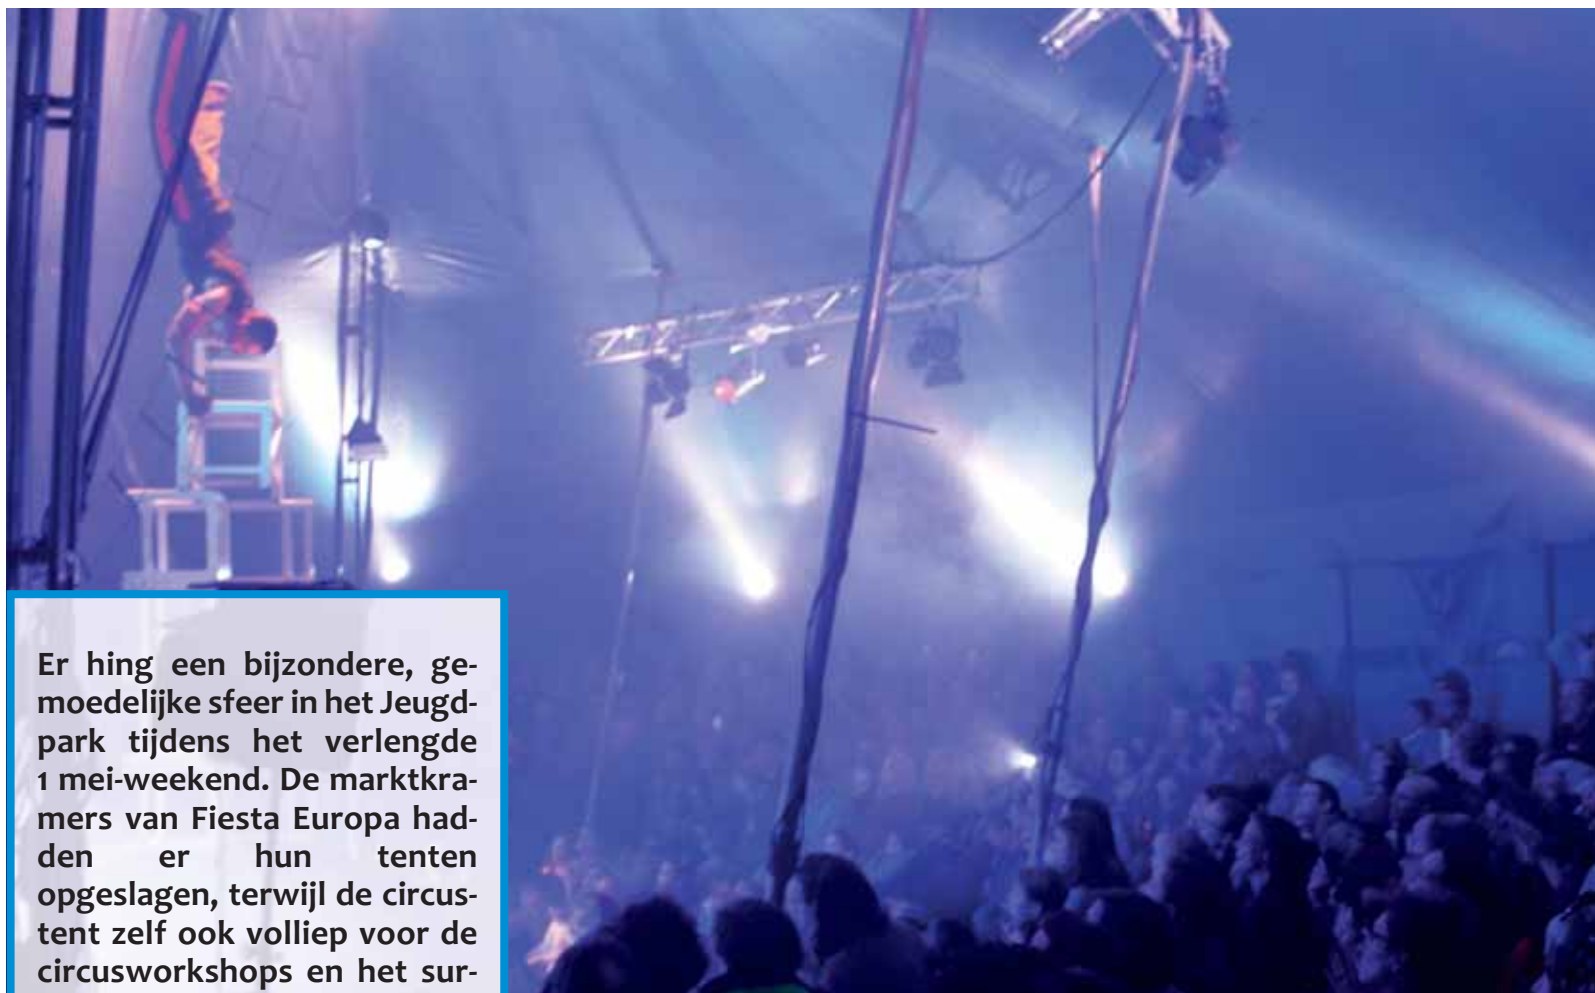 Er hing een bijzondere, ge-
moedelijke sfeer in het Jeugd-
park tijdens het verlengde
1 mei-weekend. De marktkra-
mers van Fiesta Europa had-
den er hun tenten
opgeslagen, terwijl de circus-
tent zelf ook volliep voor de
circusworkshops en het sur-